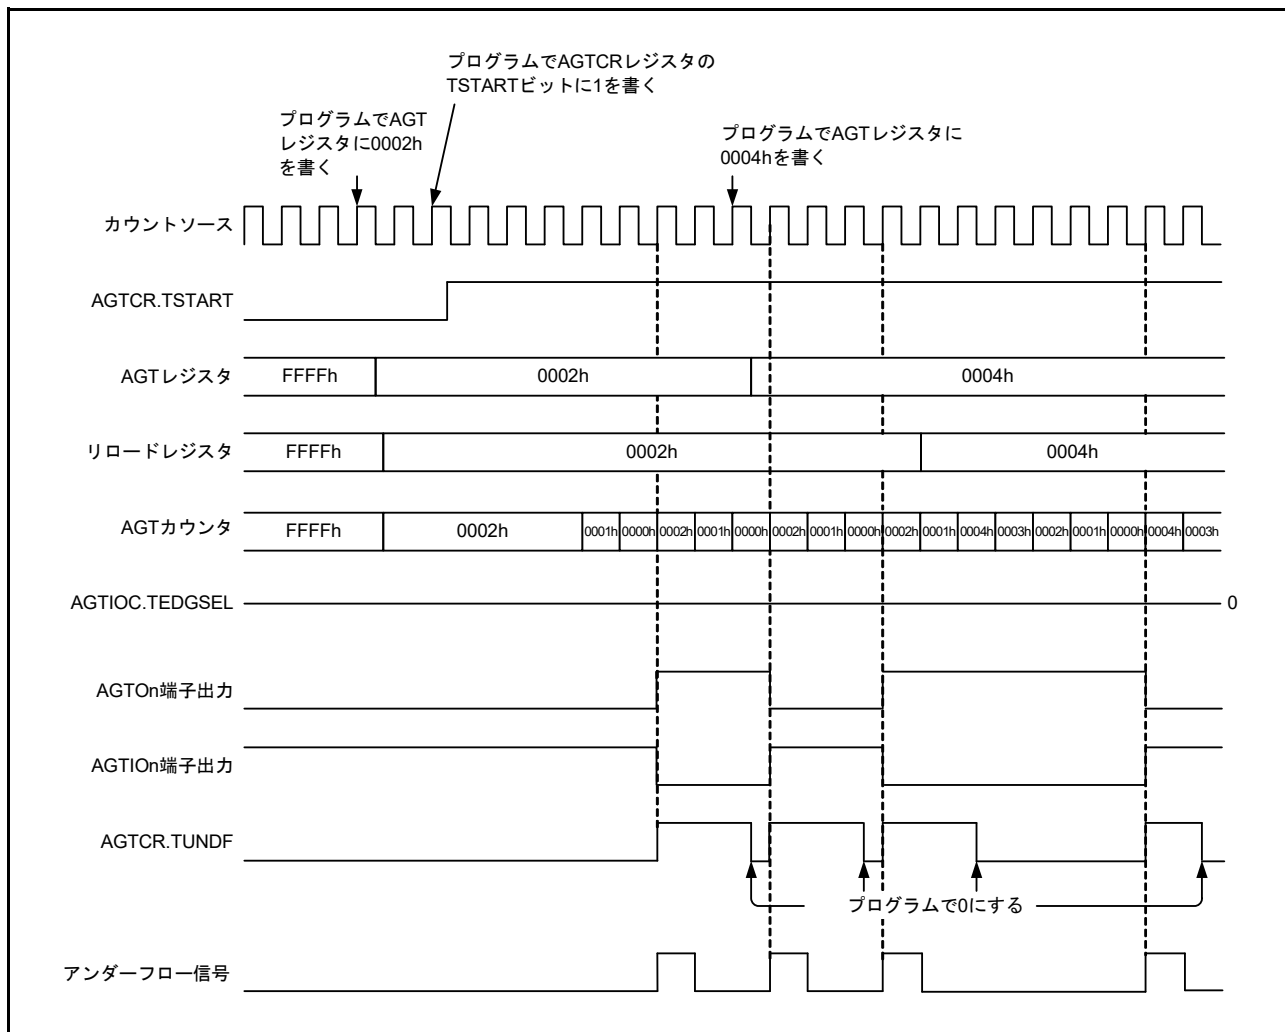 プログラムでAGTCRレジスタの
TSTARTビットに1を書く
プログラムでAGT
レジスタに0002h
を書く
プログラムでAGTレジスタに
0004hを書く
カウントソース
AGTCR.TSTART
AGTレジスタ FFFFh 0002h 0004h
リロードレジスタ FFFFh 0002h 0004h
AGTカウンタ FFFFh 0002h 0001h 0000h 0002h 0001h 0000h 0002h 0001h 0000h 0002h 0001h 0004h 0003h 0002h 0001h 0000h 0004h 0003h
AGTIOC.TEDGSEL 0
AGTOn端子出力
AGTIOn端子出力
AGTCR.TUNDF
プログラムで0にする
アンダーフロー信号